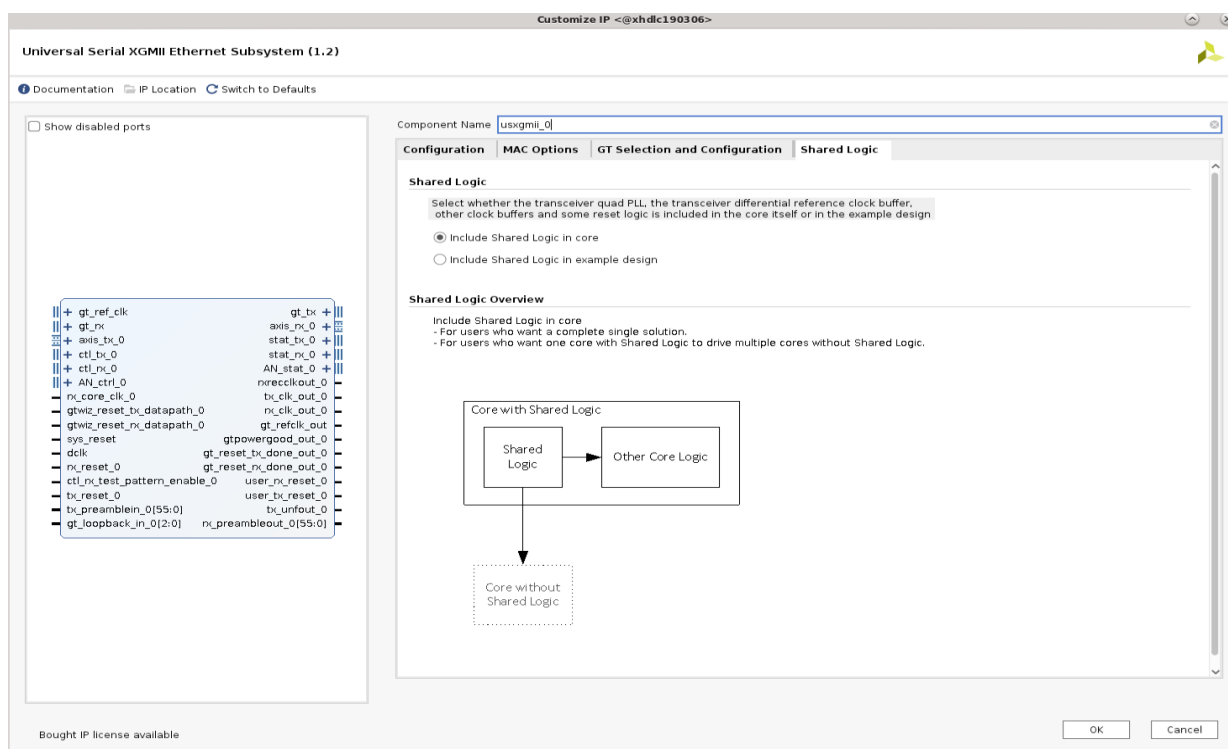 Customize IP <@xhdlc190306>
Universal Serial XGMII Ethernet Subsystem (1.2)
Documentation IP Location Switch to Defaults
Show disabled ports
gt_ref_clk
gt_rx
axis_tx_0
ctl_tx_0
ctl_rx_0
AN_ctrl_0
rx_core_clk_0
gtwiz_reset_tx_datapath_0
gtwiz_reset_rx_datapath_0
sys_reset
dclk
rx_reset_0
ctl_rx_test_pattern_enable_0
tx_reset_0
tx_preamblein_0[55:0]
gt_loopback_in_0[2:0]
gt_tx
axis_rx_0
stat_tx_0
stat_rx_0
AN_stat_0
rxrecclkout_0
tx_clk_out_0
rx_clk_out_0
gt_refclk_out
gtpowergood_out_0
gt_reset_tx_done_out_0
gt_reset_rx_done_out_0
user_rx_reset_0
user_tx_reset_0
tx_unfout_0
rx_preambleout_0[55:0]
Component Name usxgmii_0
Configuration MAC Options GT Selection and Configuration Shared Logic
Shared Logic
Select whether the transceiver quad PLL, the transceiver differential reference clock buffer,
other clock buffers and some reset logic is included in the core itself or in the example design
Include Shared Logic in core
Include Shared Logic in example design
Shared Logic Overview
Include Shared Logic in core
- For users who want a complete single solution.
- For users who want one core with Shared Logic to drive multiple cores without Shared Logic.
Core with Shared Logic
Shared
Logic
Other Core Logic
Core without
Shared Logic
Bought IP license available
OK Cancel